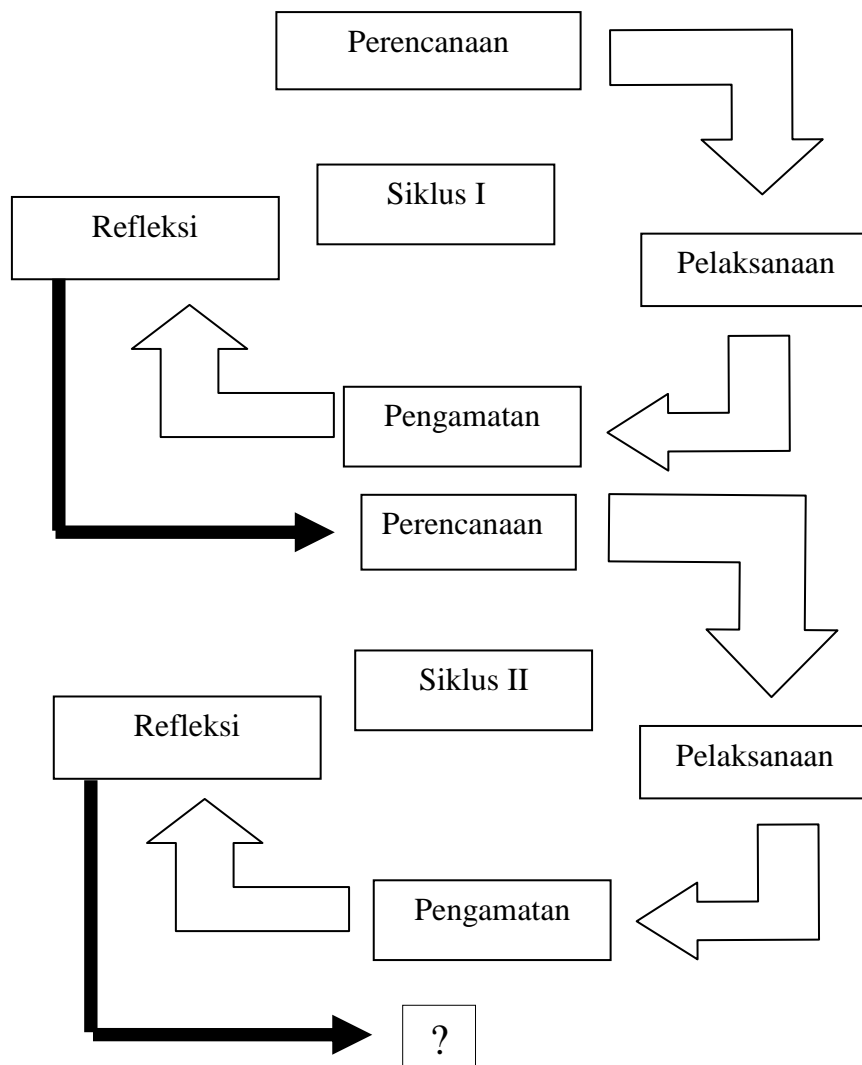 Perencanaan
Siklus I
Refleksi
Pelaksanaan
Pengamatan
Perencanaan
Siklus II
Refleksi
Pelaksanaan
Pengamatan
?